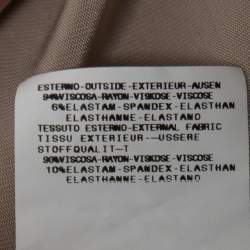 ESTERNO-OUTSIDE-EXTERIEUR-AUSEN
94%VISCOSA-RAYON-VISKOSE-VISCOSE
6%ELASTAM-SPANDEX-ELASTHAN
ELASTHANNE-ELASTANO
TESSUTO ESTERNO-EXTERNAL FABRIC
TISSU EXTERIEUR--USSERE
STOFFQUALIT-T
90%VISCOSA-RAYON-VISKOSE-VISCOSE
10%ELASTAM-SPANDEX-ELASTHAN
ELASTHANNE-ELASTANO